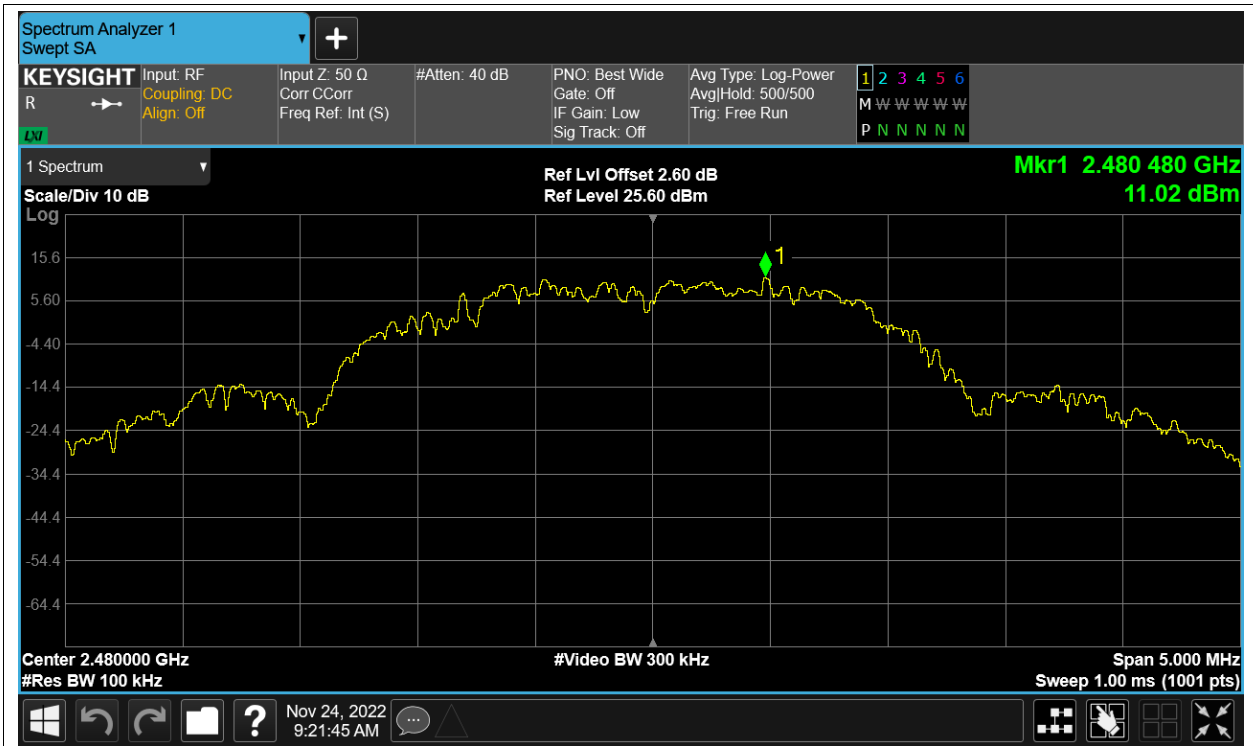 Spectrum Analyzer 1
Swept SA
KEYSIGHT
R
LXI
Input: RF
Coupling: DC
Align: Off
Input Z: 50 Ω
Corr CCorr
Freq Ref: Int (S)
#Atten: 40 dB
PNO: Best Wide
Gate: Off
IF Gain: Low
Sig Track: Off
Avg Type: Log-Power
Avg|Hold: 500/500
Trig: Free Run
1 2 3 4 5 6
M W W W W W
P N N N N N
1 Spectrum
Scale/Div 10 dB
Log
Ref Lvl Offset 2.60 dB
Ref Level 25.60 dBm
Mkr1 2.480 480 GHz
11.02 dBm
1
15.6
5.60
-4.40
-14.4
-24.4
-34.4
-44.4
-54.4
-64.4
Center 2.480000 GHz
#Res BW 100 kHz
#Video BW 300 kHz
Span 5.000 MHz
Sweep 1.00 ms (1001 pts)
?
Nov 24, 2022
9:21:45 AM